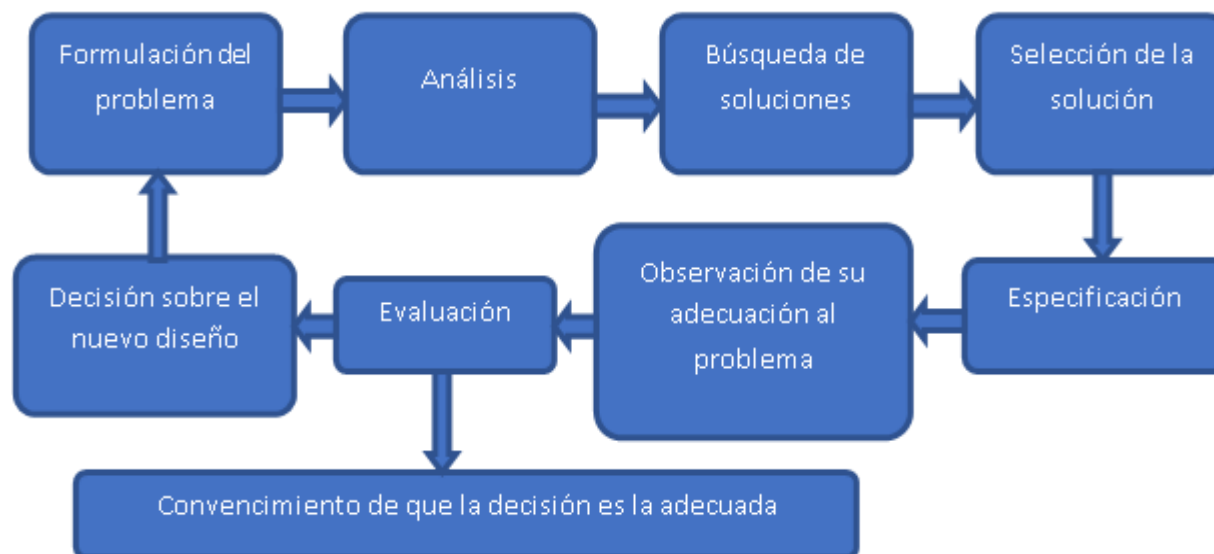 Formulación del
problema
Análisis
Búsqueda de
soluciones
Selección de la
solución
Especificación
Observación de su
adecuación al
problema
Evaluación
Decisión sobre el
nuevo diseño
Convencimiento de que la decisión es la adecuada